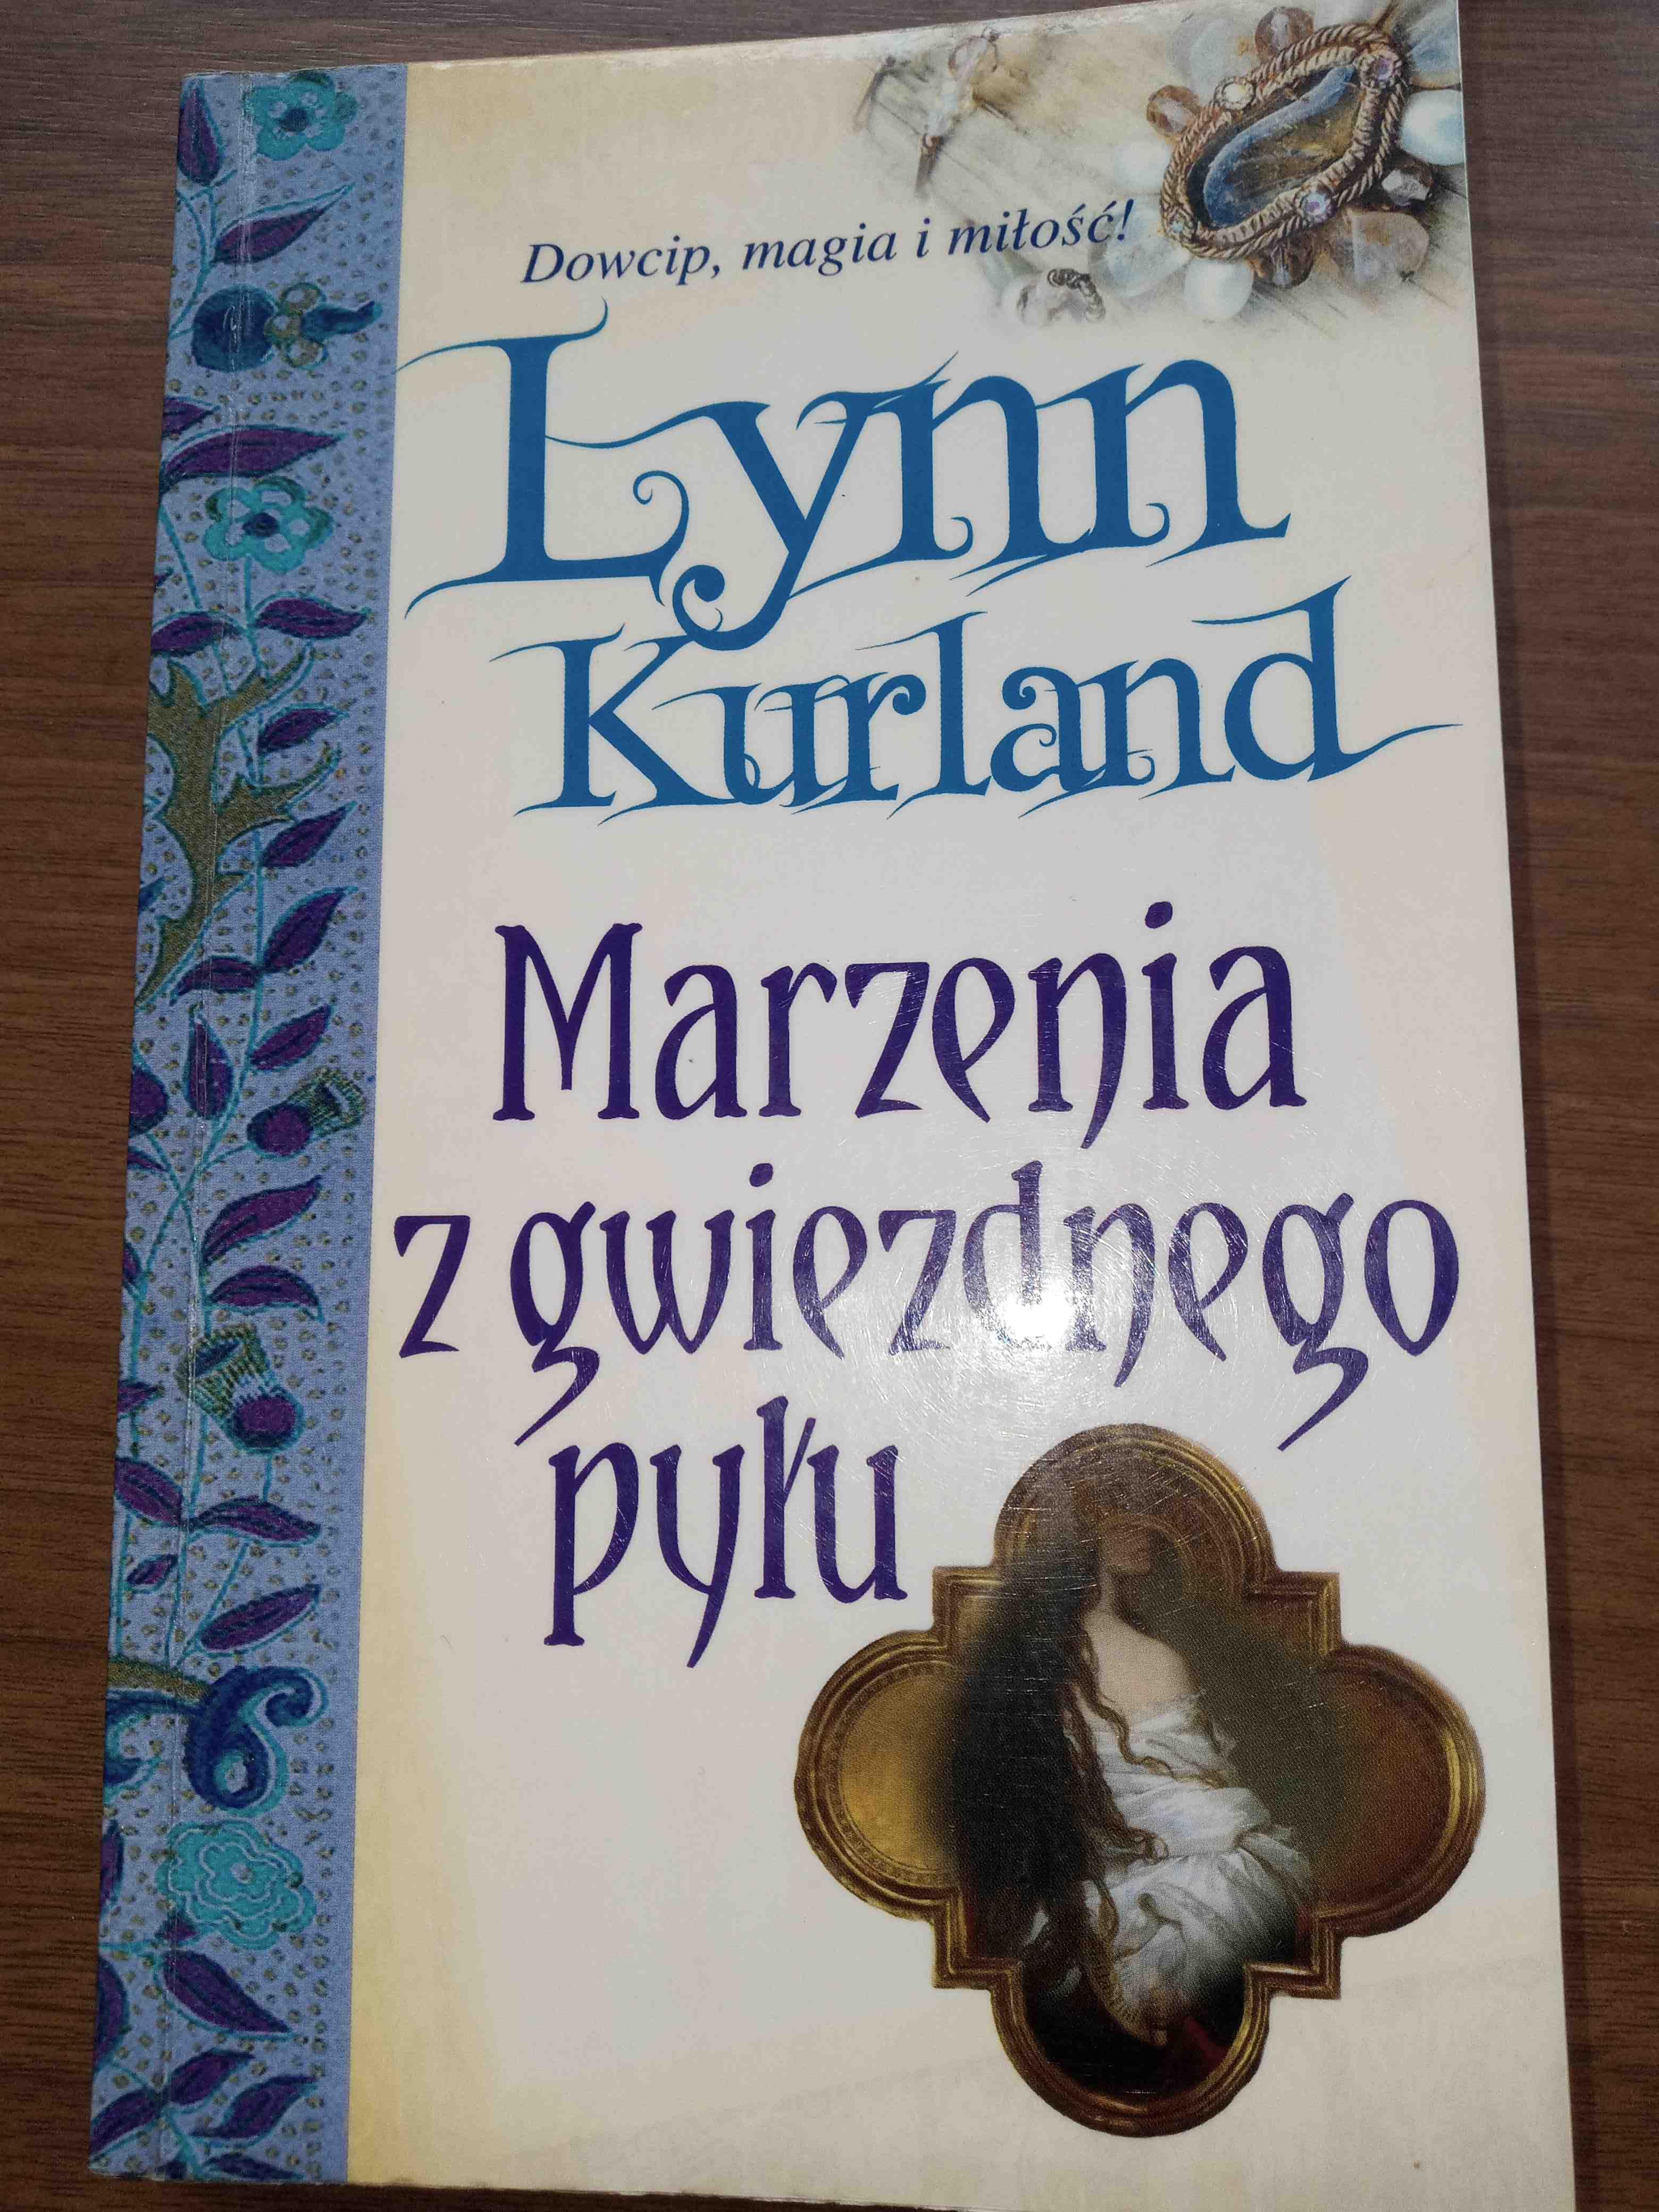 Dowcip, magia i miłość!
Lynn
Kurland
Marzenia
z gwiezdnego
pyłu